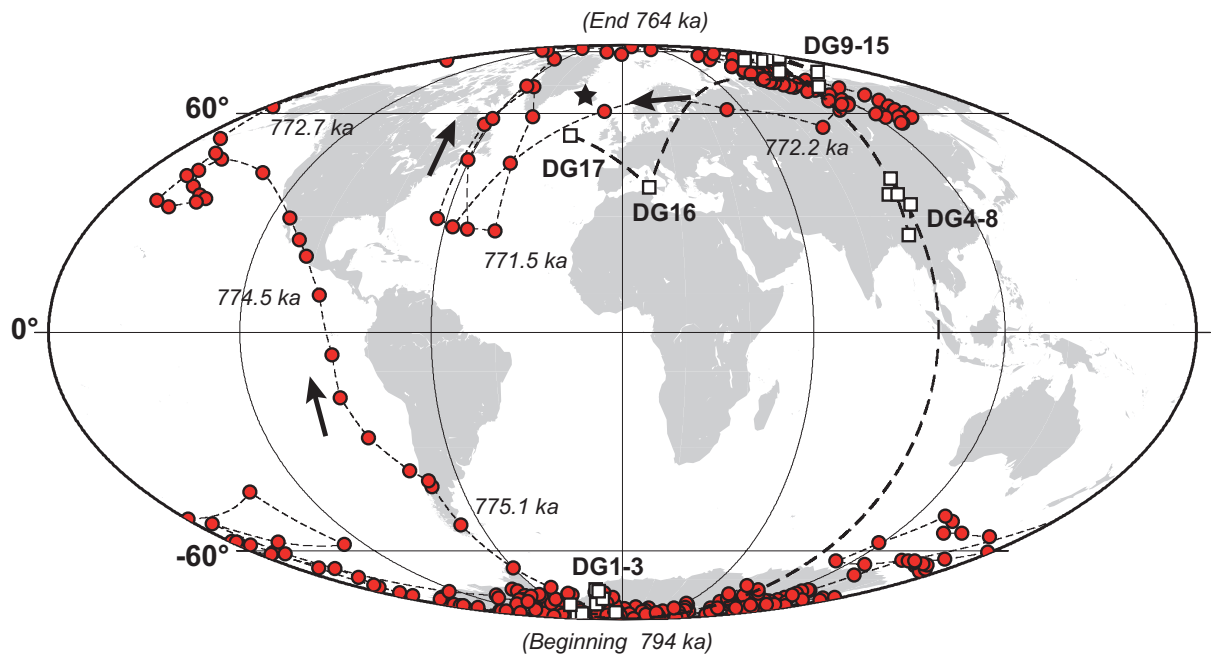 (End 764 ka)
DG9-15
60°
772.7 ka
772.2 ka
DG17
DG16
DG4-8
771.5 ka
774.5 ka
0°
775.1 ka
-60°
DG1-3
(Beginning 794 ka)